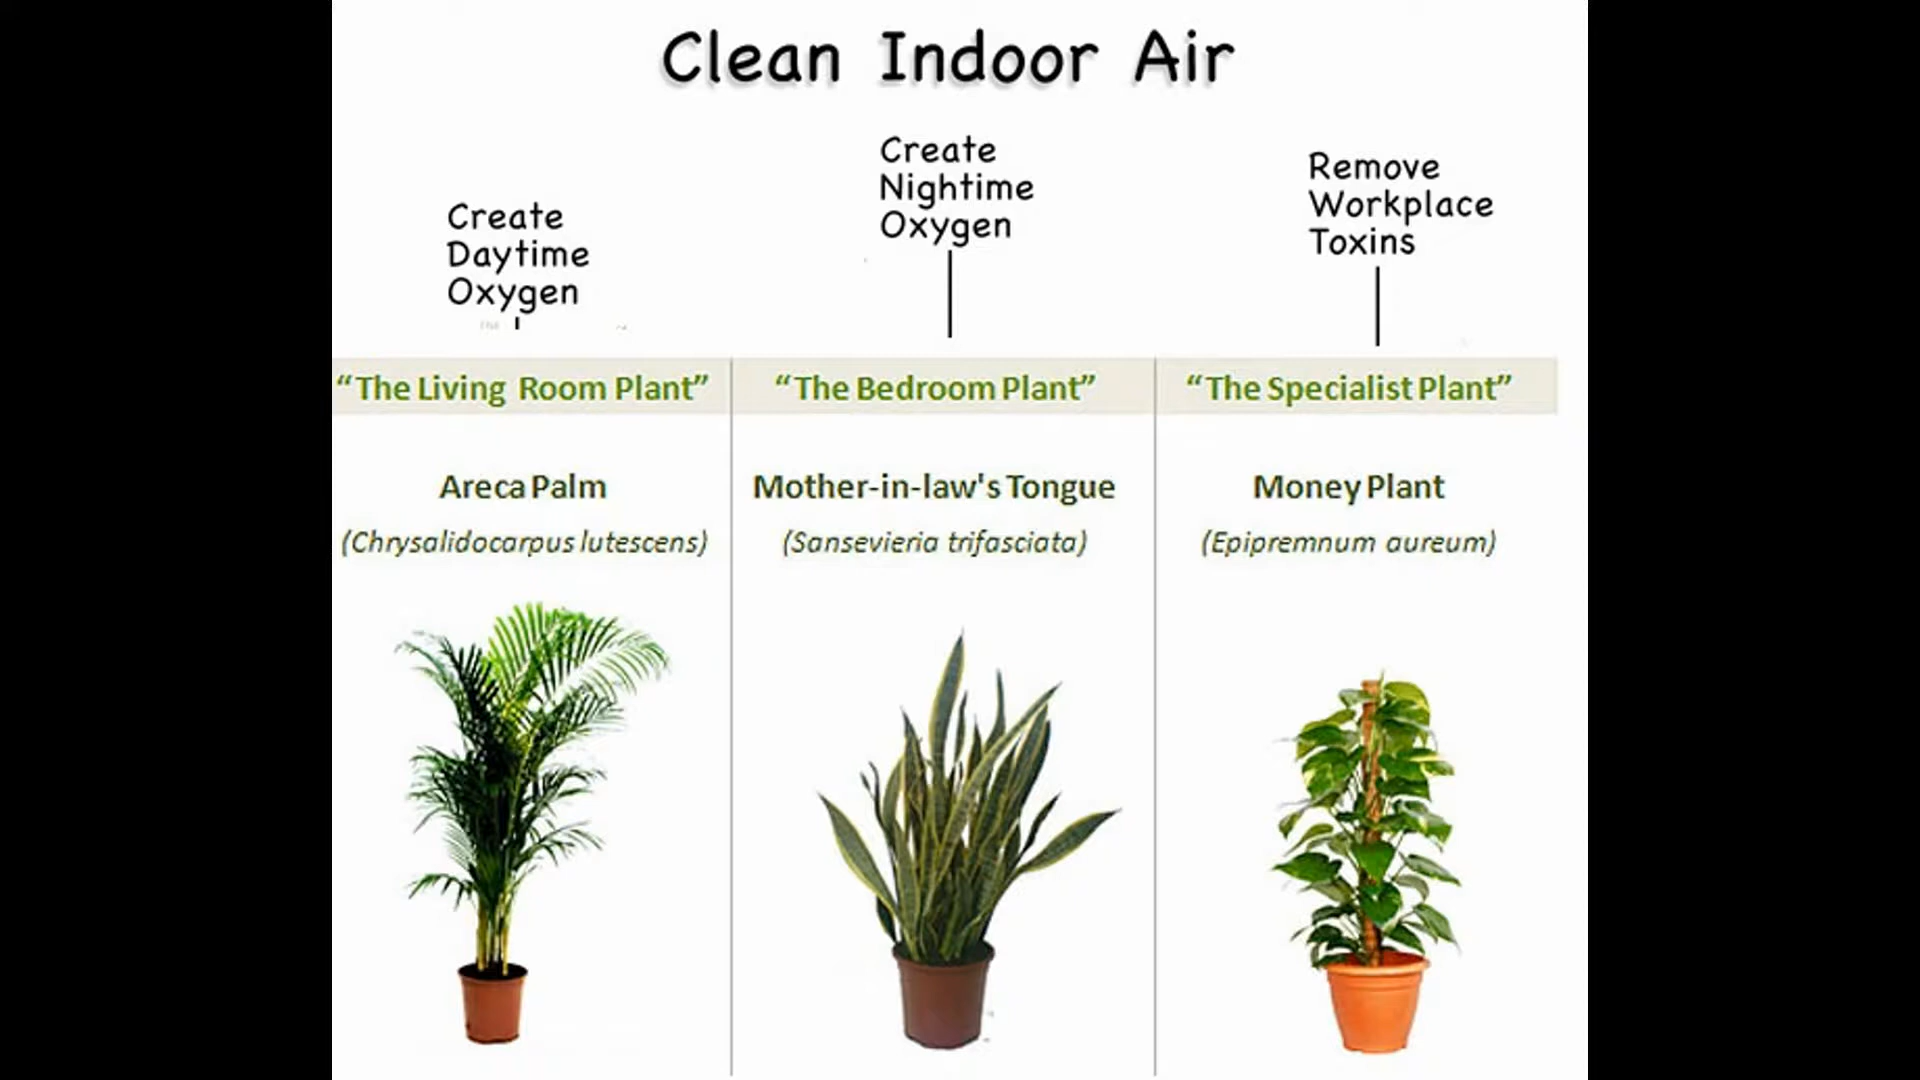 Clean Indoor Air
Create
Daytime
Oxygen
Create
Nightime
Oxygen
Remove
Workplace
Toxins
“The Living Room Plant”
“The Bedroom Plant”
“The Specialist Plant”
Areca Palm
Mother-in-law's Tongue
Money Plant
(Chrysalidocarpus lutescens)
(Sansevieria trifasciata)
(Epipremnum aureum)